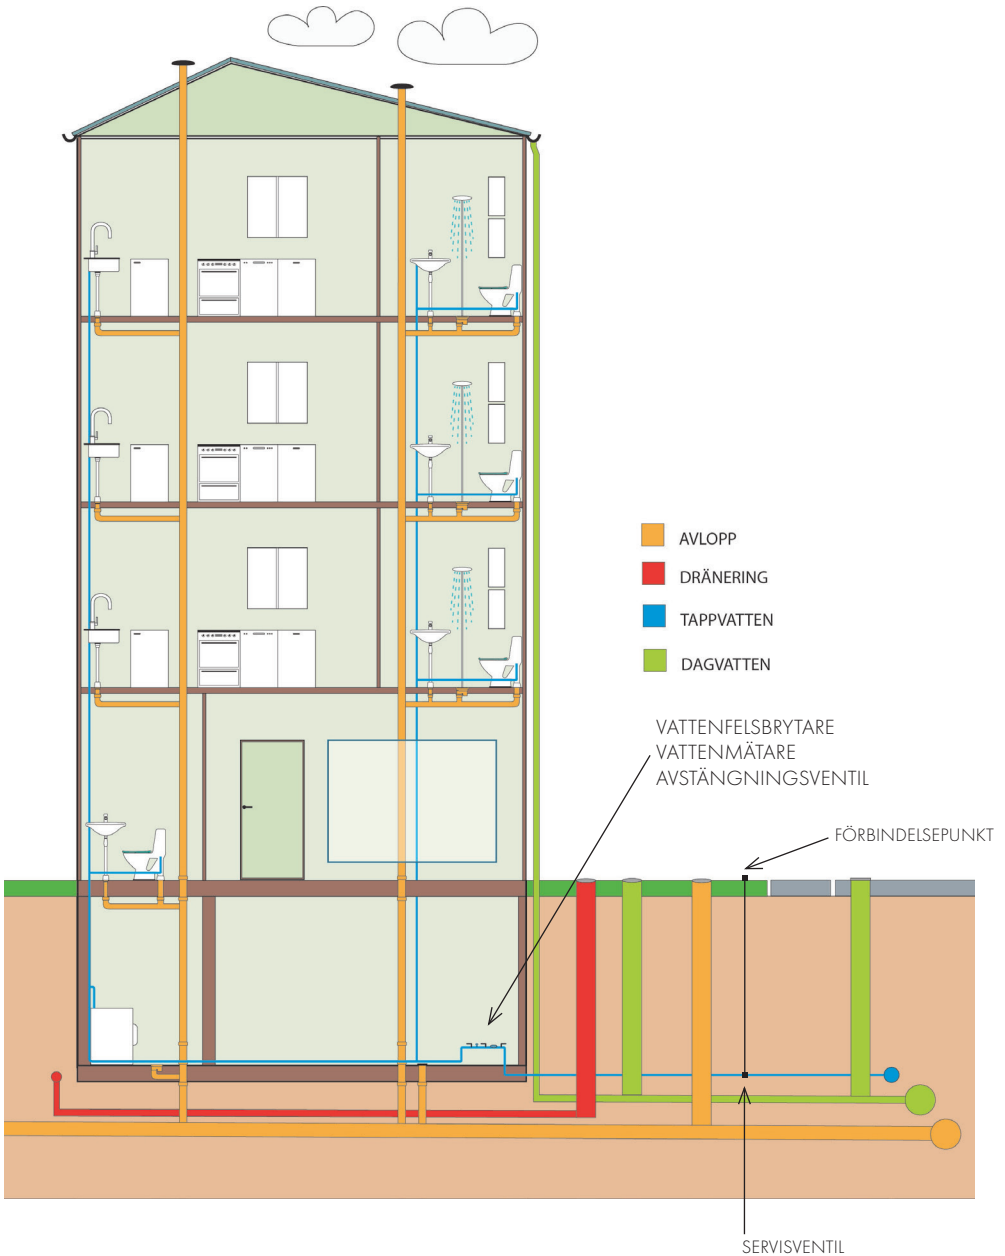 AVLOPP
DRÄNERING
TAPPVATTEN
DAGVATTEN
VATTENFELSBRYTARE
VATTENMÄTARE
AVSTÄNGNINGSVENTIL
FÖRBINDELSEPUNKT
SERVISVENTIL